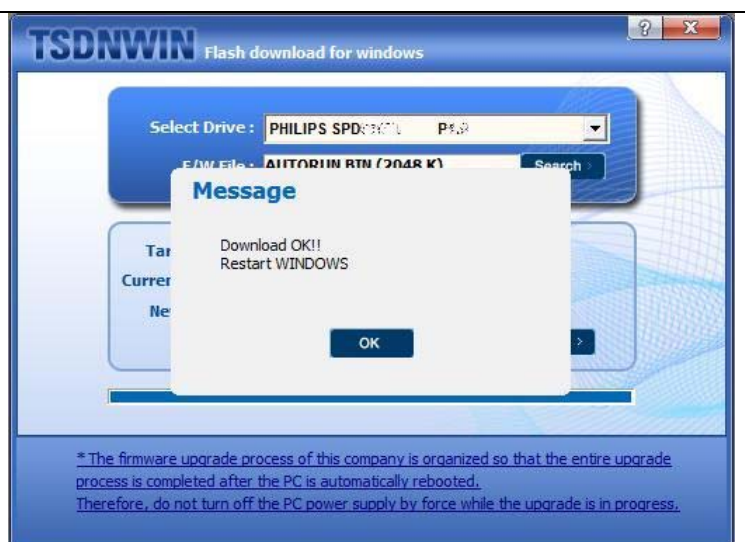 TSDNWIN Flash download for windows
? X
Select Drive : PHILIPS SPD
F/W File : AUTORUN.BIN (2048 K) Search >
Message
Tar
Download OK!!
Restart WINDOWS
Curren
Ne
OK
>
* The firmware upgrade process of this company is organized so that the entire upgrade
process is completed after the PC is automatically rebooted.
Therefore, do not turn off the PC power supply by force while the upgrade is in progress.